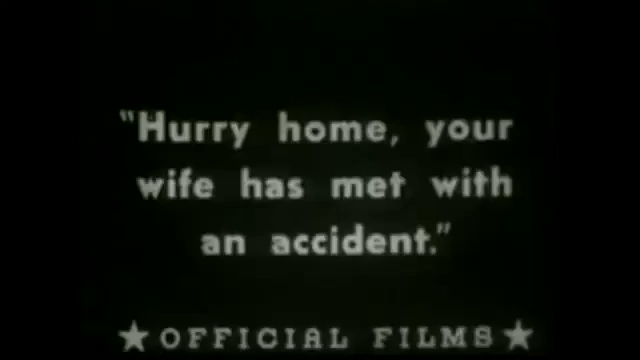 "Hurry home, your
wife has met with
an accident."
★OFFICIAL FILMS★